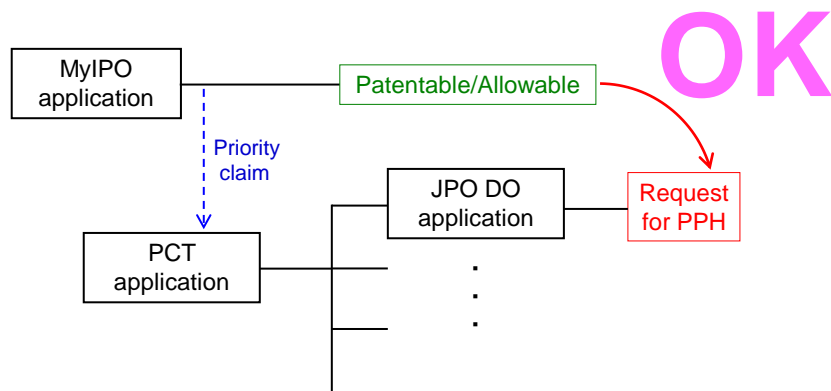 OK
MyIPO
application
Patentable/Allowable
Priority
claim
JPO DO
application
Request
for PPH
PCT
application